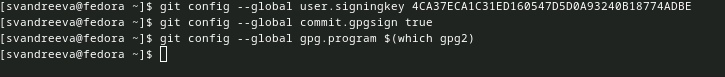 [svandreeva@fedora ~]$ git config --global user.signingkey 4CA37ECA1C31ED160547D5D0A93240B18774ADBE
[svandreeva@fedora ~]$ git config --global commit.gpgsign true
[svandreeva@fedora ~]$ git config --global gpg.program $(which gpg2)
[svandreeva@fedora ~]$